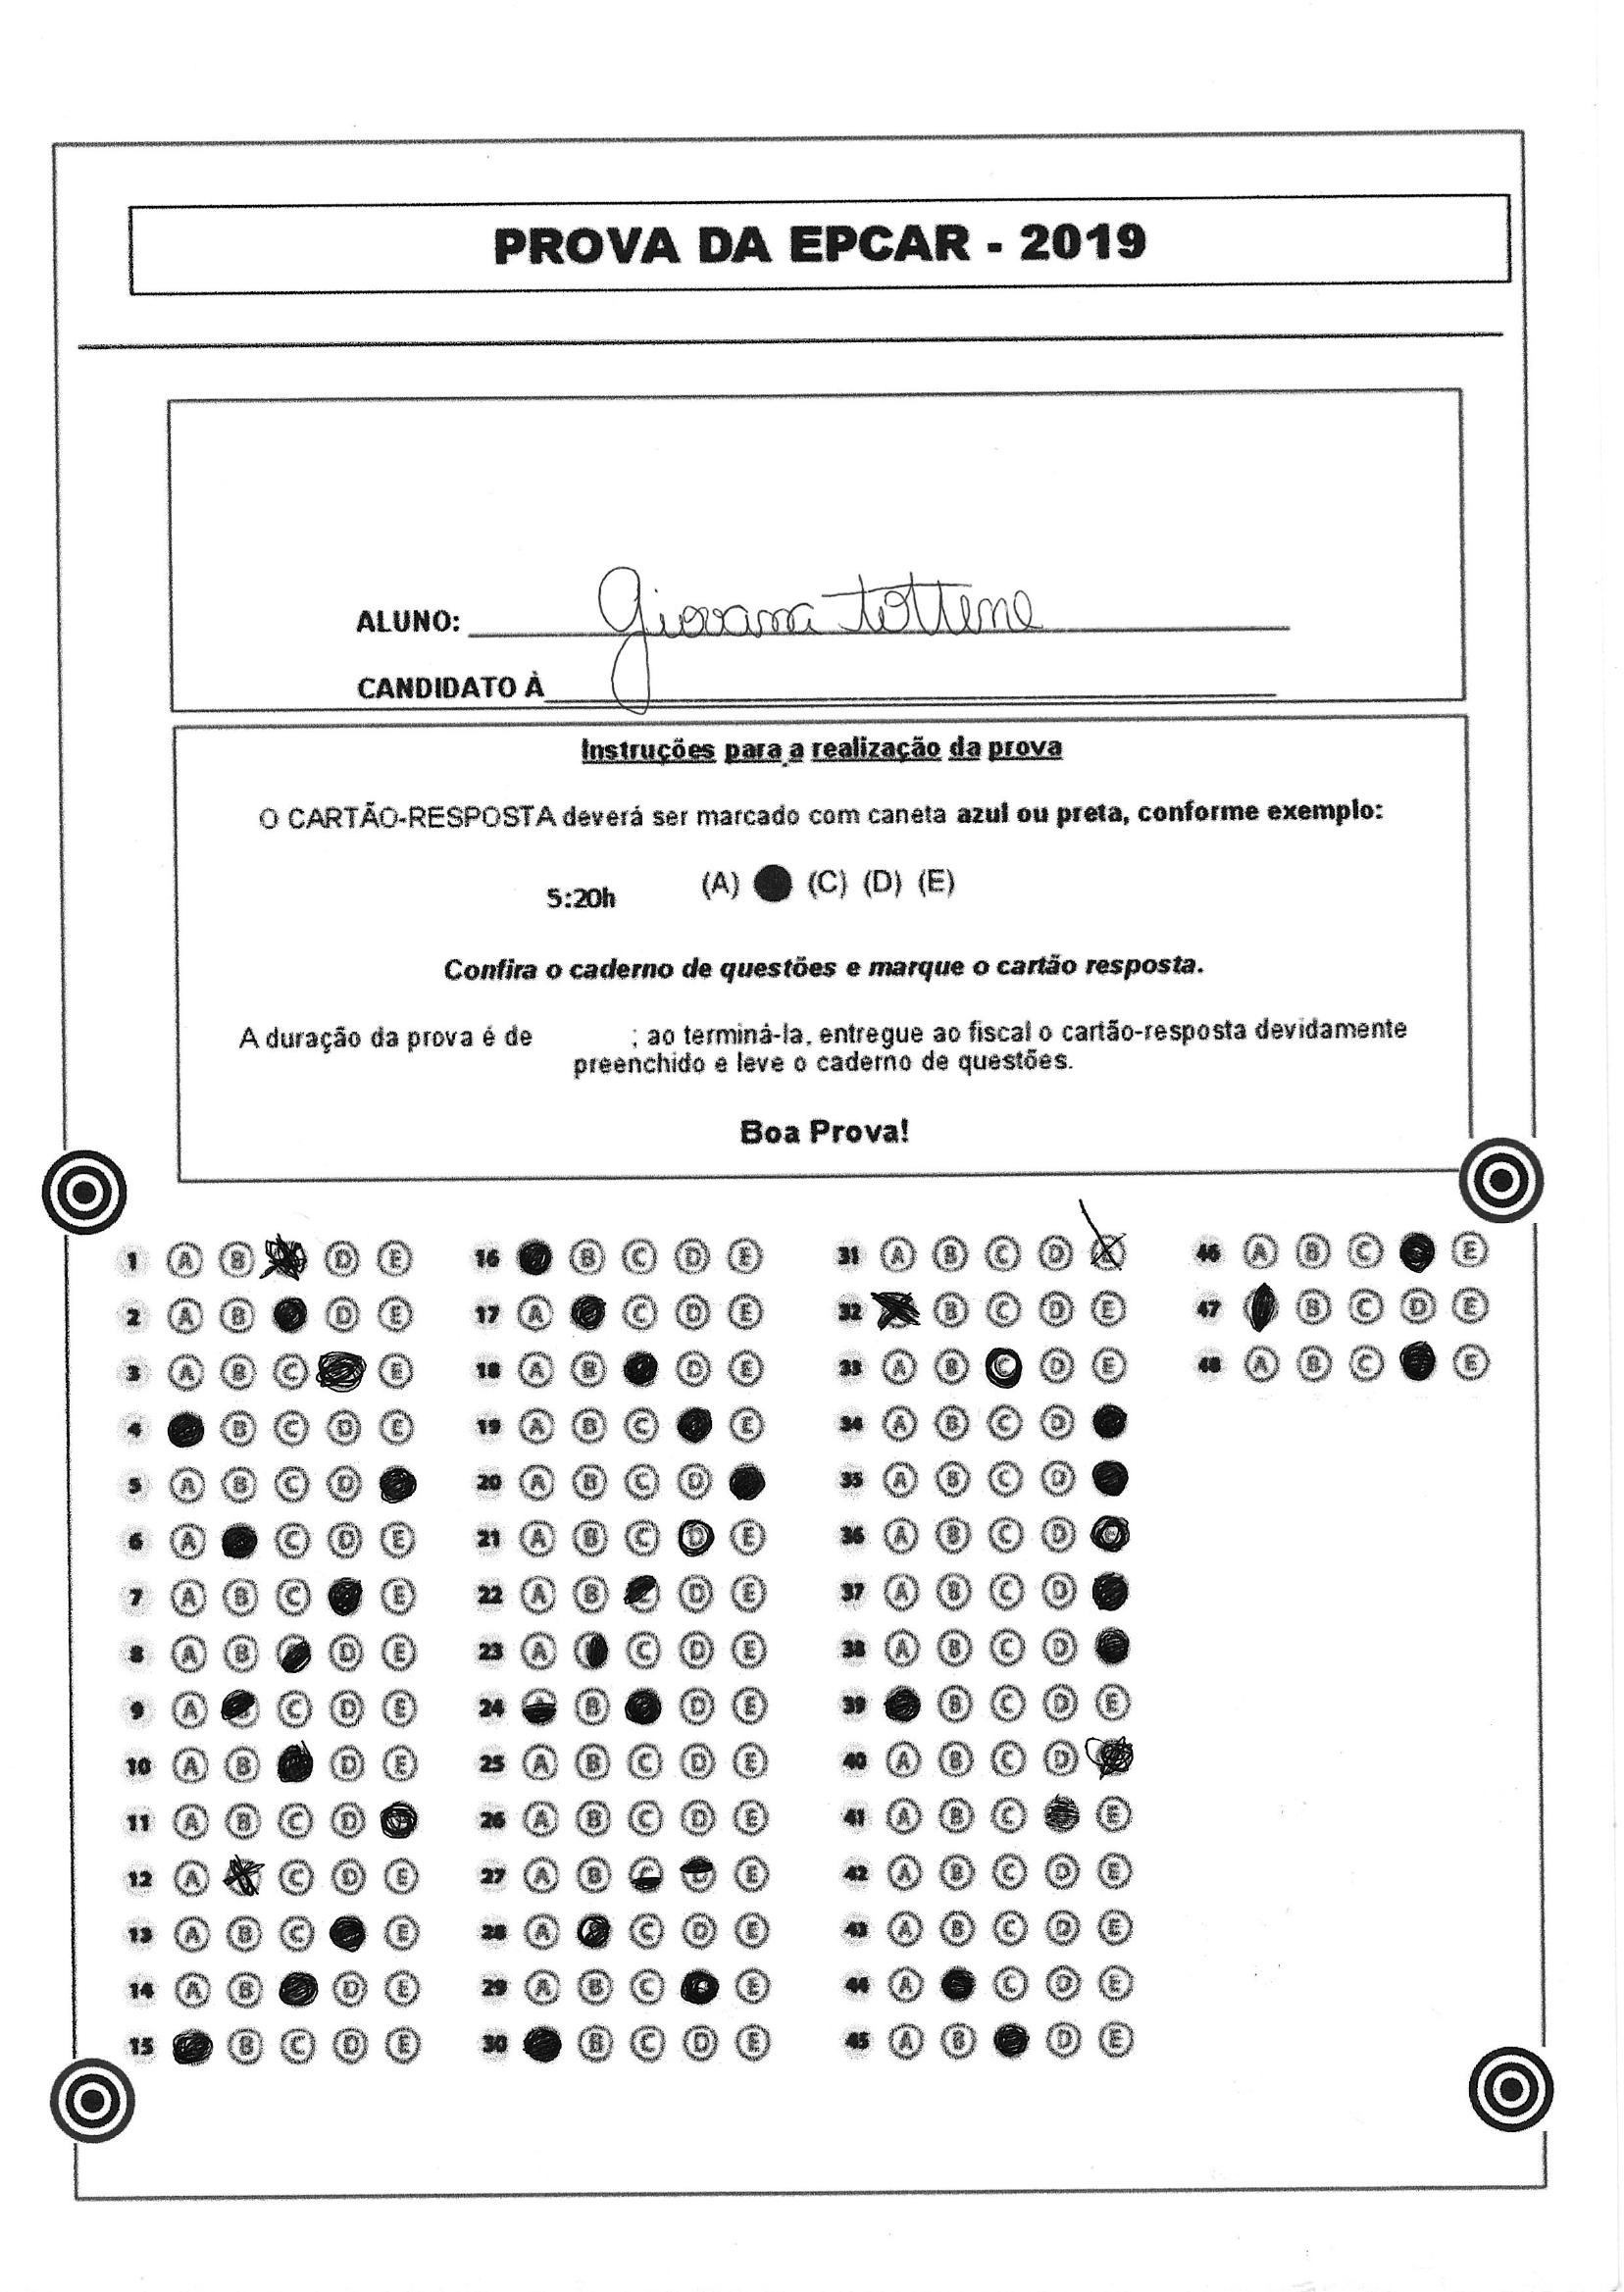 PROVA DA EPCAR - 2019
ALUNO: Giovana Tottene
CANDIDATO À
Instruções para a realização da prova
O CARTÃO-RESPOSTA deverá ser marcado com caneta azul ou preta, conforme exemplo:
5:20h (A) (C) (D) (E)
Confira o caderno de questões e marque o cartão resposta.
A duração da prova é de ; ao terminá-la, entregue ao fiscal o cartão-resposta devidamente
preenchido e leve o caderno de questões.
Boa Prova!
1 A B D E 16 B C D E 31 A B C D E 46 A B C E
2 A B D E 17 A C D E 32 B C D E 47 B C D E
3 A B C E 18 A B D E 33 A B C D E 48 A B C E
4 B C D E 19 A B C E 34 A B C D
5 A B C D 20 A B C D 35 A B C D
6 A C D E 21 A B C D E 36 A B C D
7 A B C E 22 A B D E 37 A B C D
8 A B D E 23 A C D E 38 A B C D
9 A C D E 24 B D E 39 B C D E
10 A B D E 25 A B C D E 40 A B C D
11 A B C D 26 A B C D E 41 A B C E
12 A C D E 27 A B E 42 A B C D E
13 A B C E 28 A C D E 43 A B C D E
14 A B D E 29 A B C E 44 A C D E
15 B C D E 30 B C D E 45 A B D E